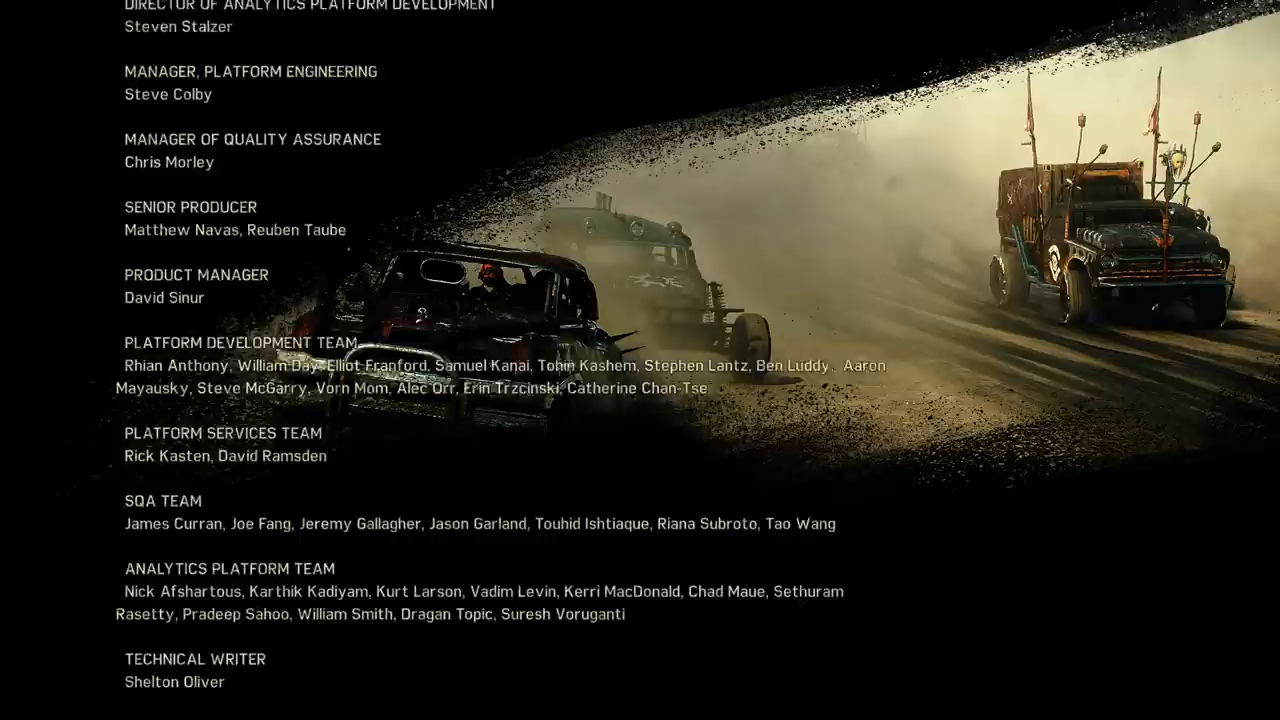 DIRECTOR OF ANALYTICS PLATFORM DEVELOPMENT
Steven Stalzer
MANAGER, PLATFORM ENGINEERING
Steve Colby
MANAGER OF QUALITY ASSURANCE
Chris Morley
SENIOR PRODUCER
Matthew Navas, Reuben Taube
PRODUCT MANAGER
David Sinur
PLATFORM DEVELOPMENT TEAM
Rhian Anthony, William Day, Elliot Franford, Samuel Kanai, Tohin Kashem, Stephen Lantz, Ben Luddy , Aaron
Mayausky, Steve McGarry, Vorn Mom, Alec Orr, Erin Trzcinski, Catherine Chan-Tse
PLATFORM SERVICES TEAM
Rick Kasten, David Ramsden
SQA TEAM
James Curran, Joe Fang, Jeremy Gallagher, Jason Garland, Touhid Ishtiaque, Riana Subroto, Tao Wang
ANALYTICS PLATFORM TEAM
Nick Afshartous, Karthik Kadiyam, Kurt Larson, Vadim Levin, Kerri MacDonald, Chad Maue, Sethuram
Rasetty, Pradeep Sahoo, William Smith, Dragan Topic, Suresh Voruganti
TECHNICAL WRITER
Shelton Oliver